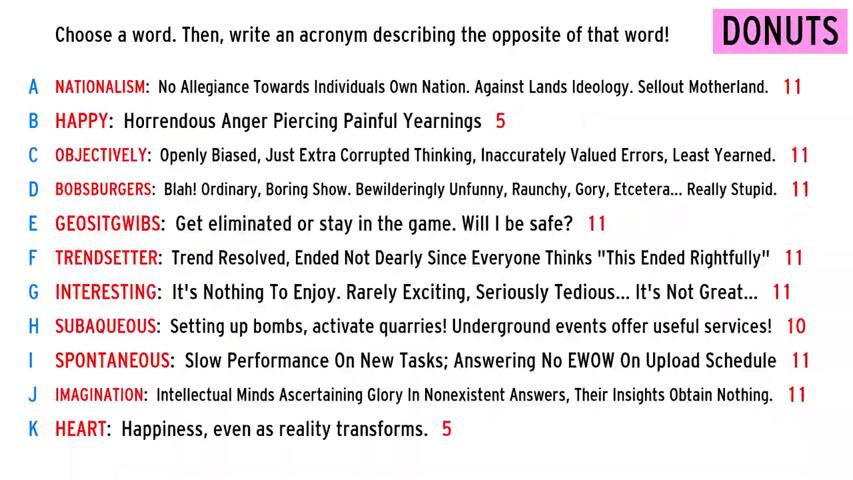 Choose a word. Then, write an acronym describing the opposite of that word!
DONUTS
A NATIONALISM: No Allegiance Towards Individuals Own Nation. Against Lands Ideology. Sellout Motherland. 11
B HAPPY: Horrendous Anger Piercing Painful Yearnings 5
C OBJECTIVELY: Openly Biased, Just Extra Corrupted Thinking, Inaccurately Valued Errors, Least Yearned. 11
D BOBSBURGERS: Blah! Ordinary, Boring Show. Bewilderingly Unfunny, Raunchy, Gory, Etcetera... Really Stupid. 11
E GEOSITGWIBS: Get eliminated or stay in the game. Will I be safe? 11
F TRENDSETTER: Trend Resolved, Ended Not Dearly Since Everyone Thinks "This Ended Rightfully" 11
G INTERESTING: It's Nothing To Enjoy. Rarely Exciting, Seriously Tedious... It's Not Great... 11
H SUBAQUEOUS: Setting up bombs, activate quarries! Underground events offer useful services! 10
I SPONTANEOUS: Slow Performance On New Tasks; Answering No EWOW On Upload Schedule 11
J IMAGINATION: Intellectual Minds Ascertaining Glory In Nonexistent Answers, Their Insights Obtain Nothing. 11
K HEART: Happiness, even as reality transforms. 5